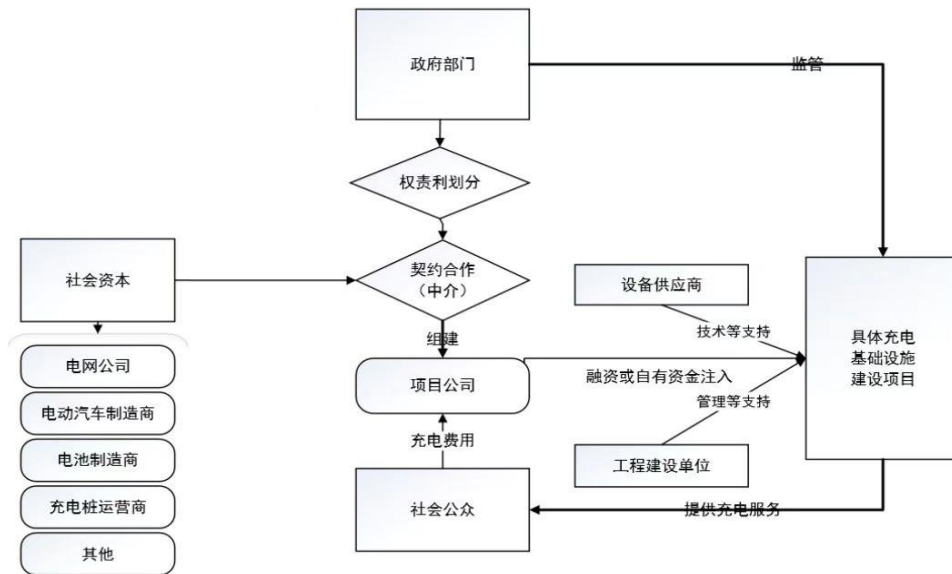 政府部门
监管
权责利划分
社会资本
契约合作
（中介）
设备供应商
技术等支持
具体充电
基础设施
建设项目
组建
电网公司
项目公司
融资或自有资金注入
管理等支持
电动汽车制造商
充电费用
电池制造商
工程建设单位
充电桩运营商
社会公众
提供充电服务
其他